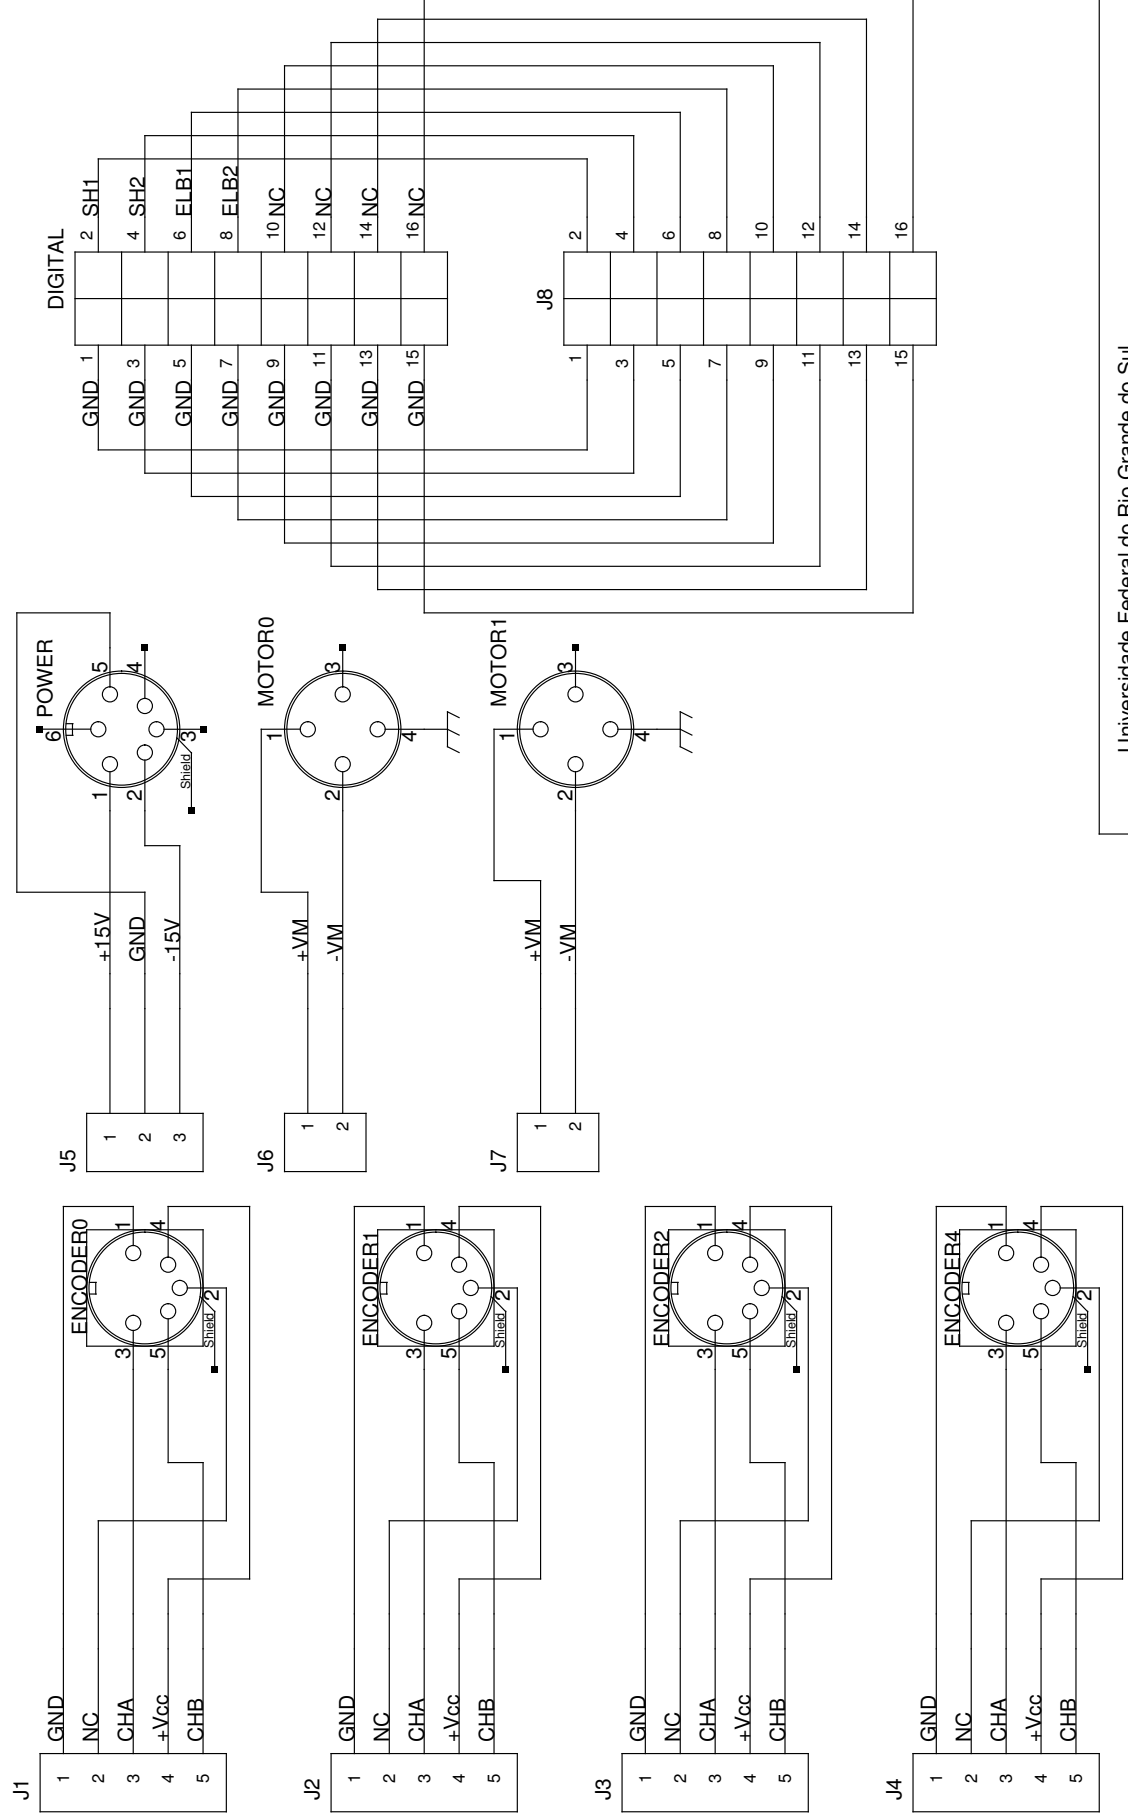 J1
1 GND
2 NC
3 CHA
4 +Vcc
5 CHB
ENCODER0
1
2
3
4
5
Shield
J2
1 GND
2 NC
3 CHA
4 +Vcc
5 CHB
ENCODER1
1
2
3
4
5
Shield
J3
1 GND
2 NC
3 CHA
4 +Vcc
5 CHB
ENCODER2
1
2
3
4
5
Shield
J4
1 GND
2 NC
3 CHA
4 +Vcc
5 CHB
ENCODER4
1
2
3
4
5
Shield
J5
1 +15V
2 GND
3 -15V
POWER
1
2
3
4
5
6
Shield
J6
1 +VM
2 -VM
MOTOR0
1
2
3
4
J7
1 +VM
2 -VM
MOTOR1
1
2
3
4
DIGITAL
GND 1 2 SH1
GND 3 4 SH2
GND 5 6 ELB1
GND 7 8 ELB2
GND 9 10 NC
GND 11 12 NC
GND 13 14 NC
GND 15 16 NC
J8
1 2
3 4
5 6
7 8
9 10
11 12
13 14
15 16
Universidade Federal do Rio Grande do Sul